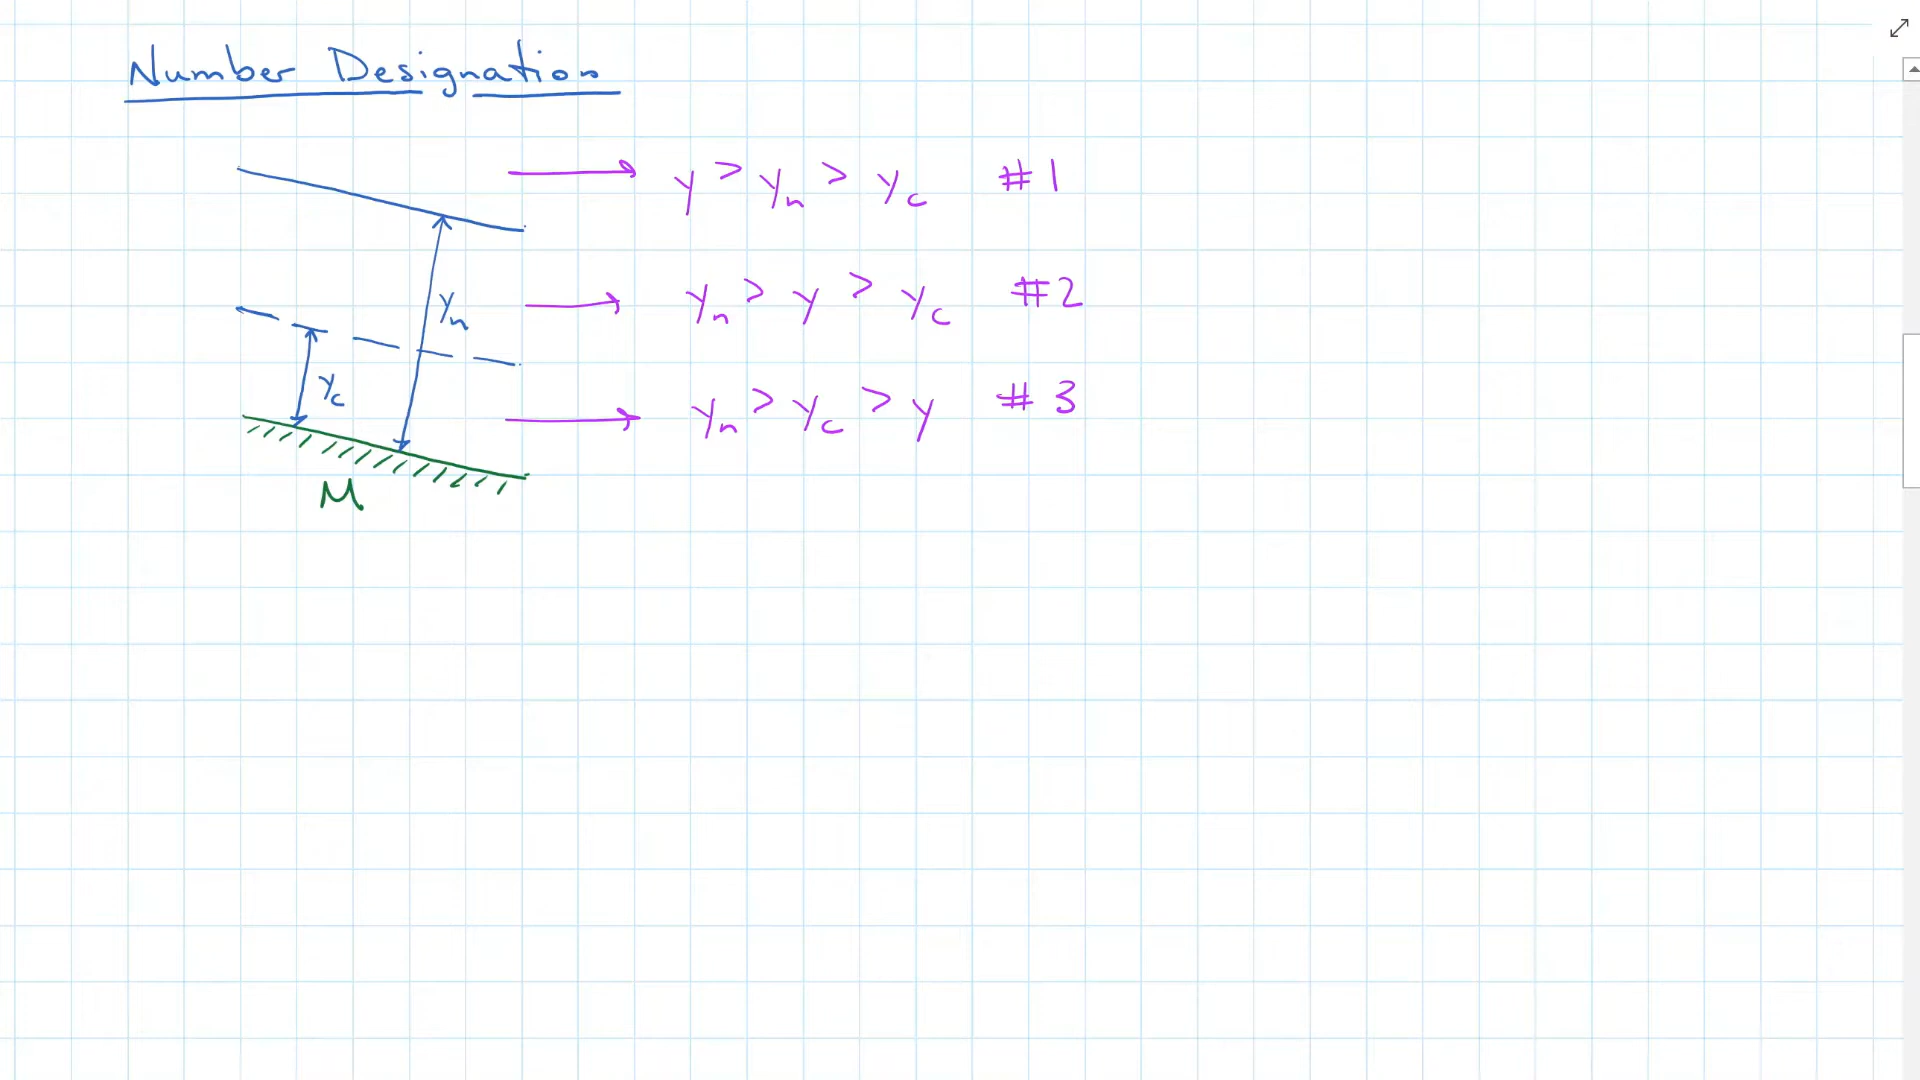 Number Designation
y > yn > yc #1
yn > y > yc #2
yn
yc
yn > yc > y #3
M